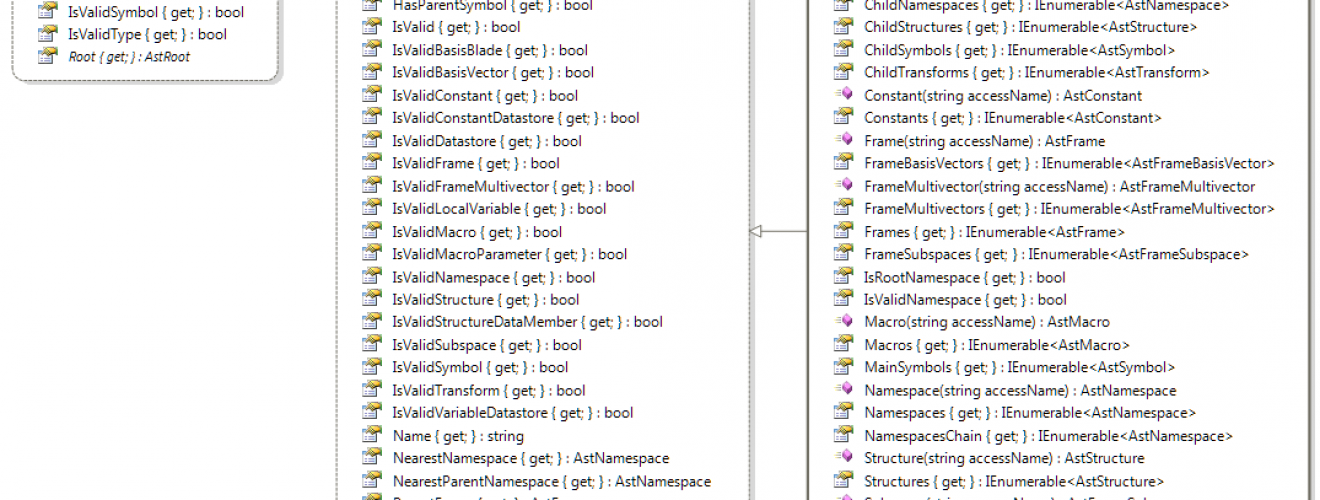 IsValidSymbol { get; } : bool
IsValidType { get; } : bool
Root { get; } : AstRoot
HasParentSymbol { get; } : bool
IsValid { get; } : bool
IsValidBasisBlade { get; } : bool
IsValidBasisVector { get; } : bool
IsValidConstant { get; } : bool
IsValidConstantDatastore { get; } : bool
IsValidDatastore { get; } : bool
IsValidFrame { get; } : bool
IsValidFrameMultivector { get; } : bool
IsValidLocalVariable { get; } : bool
IsValidMacro { get; } : bool
IsValidMacroParameter { get; } : bool
IsValidNamespace { get; } : bool
IsValidStructure { get; } : bool
IsValidStructureDataMember { get; } : bool
IsValidSubspace { get; } : bool
IsValidSymbol { get; } : bool
IsValidTransform { get; } : bool
IsValidVariableDatastore { get; } : bool
Name { get; } : string
NearestNamespace { get; } : AstNamespace
NearestParentNamespace { get; } : AstNamespace
ChildNamespaces { get; } : IEnumerable<AstNamespace>
ChildStructures { get; } : IEnumerable<AstStructure>
ChildSymbols { get; } : IEnumerable<AstSymbol>
ChildTransforms { get; } : IEnumerable<AstTransform>
Constant(string accessName) : AstConstant
Constants { get; } : IEnumerable<AstConstant>
Frame(string accessName) : AstFrame
FrameBasisVectors { get; } : IEnumerable<AstFrameBasisVector>
FrameMultivector(string accessName) : AstFrameMultivector
FrameMultivectors { get; } : IEnumerable<AstFrameMultivector>
Frames { get; } : IEnumerable<AstFrame>
FrameSubspaces { get; } : IEnumerable<AstFrameSubspace>
IsRootNamespace { get; } : bool
IsValidNamespace { get; } : bool
Macro(string accessName) : AstMacro
Macros { get; } : IEnumerable<AstMacro>
MainSymbols { get; } : IEnumerable<AstSymbol>
Namespace(string accessName) : AstNamespace
Namespaces { get; } : IEnumerable<AstNamespace>
NamespacesChain { get; } : IEnumerable<AstNamespace>
Structure(string accessName) : AstStructure
Structures { get; } : IEnumerable<AstStructure>